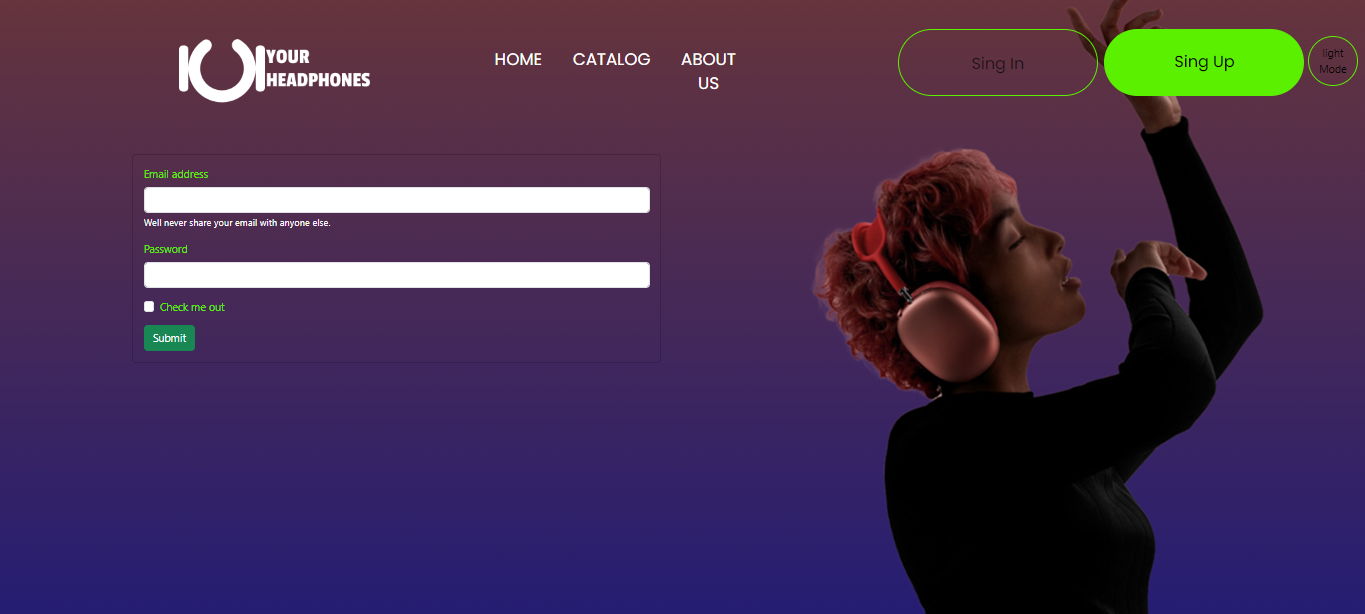 YOUR
HEADPHONES
HOME
CATALOG
ABOUT
US
Sing In
Sing Up
light
Mode
Email address
Well never share your email with anyone else.
Password
Check me out
Submit